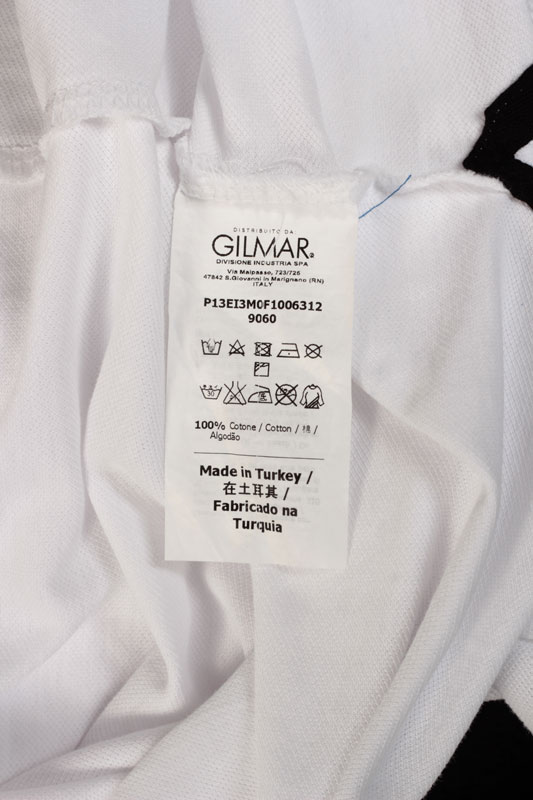 DISTRIBUITO DA
GILMAR
DIVISIONE INDUSTRIA SPA
Via Malpasso, 723/725
47842 S.Giovanni in Marignano (RN)
ITALY
P13EI3M0F1006312
9060
30
100% Cotone / Cotton / 棉 /
Algodão
Made in Turkey /
在土耳其 /
Fabricado na
Turquia